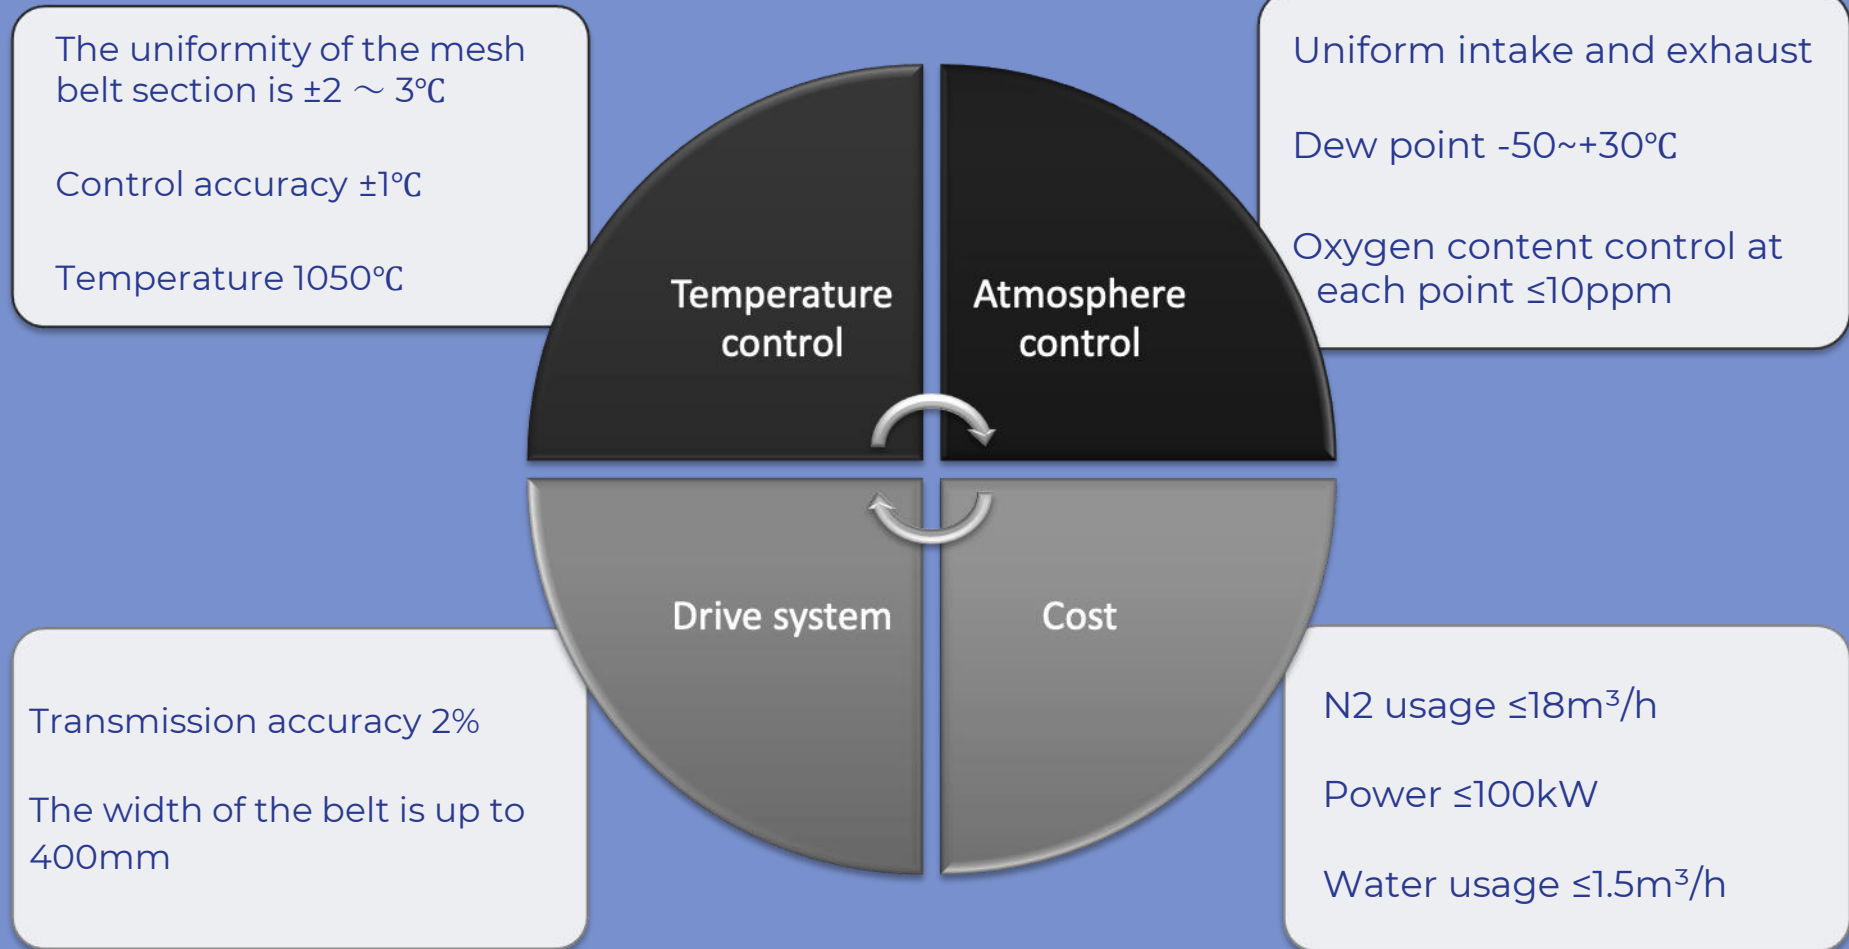 The uniformity of the mesh
belt section is ±2 ～ 3℃
Control accuracy ±1℃
Temperature 1050℃
Uniform intake and exhaust
Dew point -50~+30℃
Oxygen content control at
each point ≤10ppm
Temperature
control
Atmosphere
control
Drive system
Cost
Transmission accuracy 2%
The width of the belt is up to
400mm
N2 usage ≤18m³/h
Power ≤100kW
Water usage ≤1.5m³/h